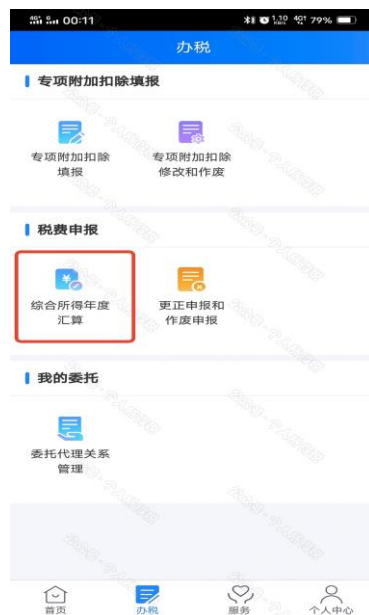 00:11 1.10 79%
办税
专项附加扣除填报
专项附加扣除 专项附加扣除
填报 修改和作废
税费申报
综合所得年度 更正申报和
汇算 作废申报
我的委托
委托代理关系
管理
首页 办税 服务 个人中心